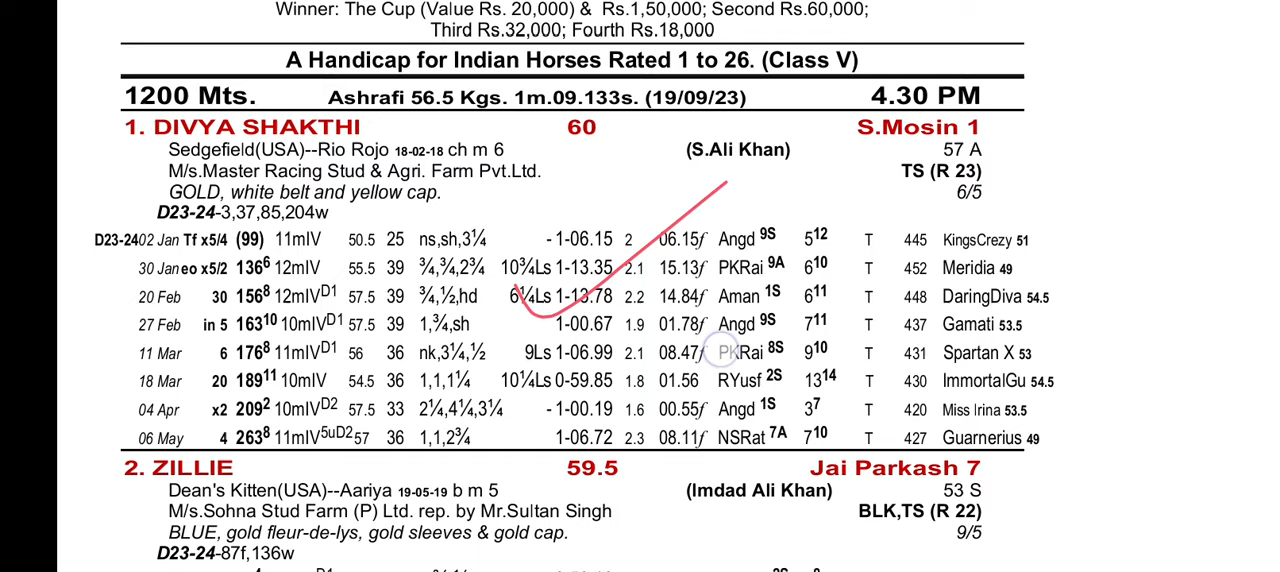 Winner: The Cup (Value Rs. 20,000) & Rs.1,50,000; Second Rs.60,000;
Third Rs.32,000; Fourth Rs.18,000
A Handicap for Indian Horses Rated 1 to 26. (Class V)
1200 Mts. Ashrafi 56.5 Kgs. 1m.09.133s. (19/09/23) 4.30 PM
1. DIVYA SHAKTHI 60 S.Mosin 1
Sedgefield(USA)--Rio Rojo 18-02-18 ch m 6 (S.Ali Khan) 57 A
M/s.Master Racing Stud & Agri. Farm Pvt.Ltd. TS (R 23)
GOLD, white belt and yellow cap. 6/5
D23-24-3,37,85,204w
D23-24 02 Jan Tf x5/4 (99) 11mIV 50.5 25 ns,sh,3¼ - 1-06.15 2 06.15f Angd 9S 5 12 T 445 KingsCrezy 51
30 Jan eo x5/2 136 6 12mIV 55.5 39 ¾,¾,2¾ 10¾Ls 1-13.35 2.1 15.13f PKRai 9A 6 10 T 452 Meridia 49
20 Feb 30 156 8 12mIV D1 57.5 39 ¾,½,hd 6¼Ls 1-13.78 2.2 14.84f Aman 1S 6 11 T 448 DaringDiva 54.5
27 Feb in 5 163 10 10mIV D1 57.5 39 1,¾,sh 1-00.67 1.9 01.78f Angd 9S 7 11 T 437 Gamati 53.5
11 Mar 6 176 8 11mIV D1 56 36 nk,3¼,½ 9Ls 1-06.99 2.1 08.47f PKRai 8S 9 10 T 431 Spartan X 53
18 Mar 20 189 11 10mIV 54.5 36 1,1,1¼ 10¼Ls 0-59.85 1.8 01.56 RYusf 2S 13 14 T 430 ImmortalGu 54.5
04 Apr x2 209 2 10mIV D2 57.5 33 2¼,4¼,3¼ - 1-00.19 1.6 00.55f Angd 1S 3 7 T 420 Miss Irina 53.5
06 May 4 263 8 11mIV 5uD2 57 36 1,1,2¾ 1-06.72 2.3 08.11f NSRat 7A 7 10 T 427 Guarnerius 49
2. ZILLIE 59.5 Jai Parkash 7
Dean's Kitten(USA)--Aariya 19-05-19 b m 5 (Imdad Ali Khan) 53 S
M/s.Sohna Stud Farm (P) Ltd. rep. by Mr.Sultan Singh BLK,TS (R 22)
BLUE, gold fleur-de-lys, gold sleeves & gold cap. 9/5
D23-24-87f,136w